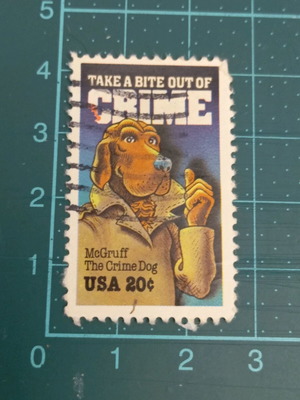 5
4
3
2
1
0
1
2
3
TAKE A BITE OUT OF
CRIME
McGruff
The Crime Dog
USA 20¢